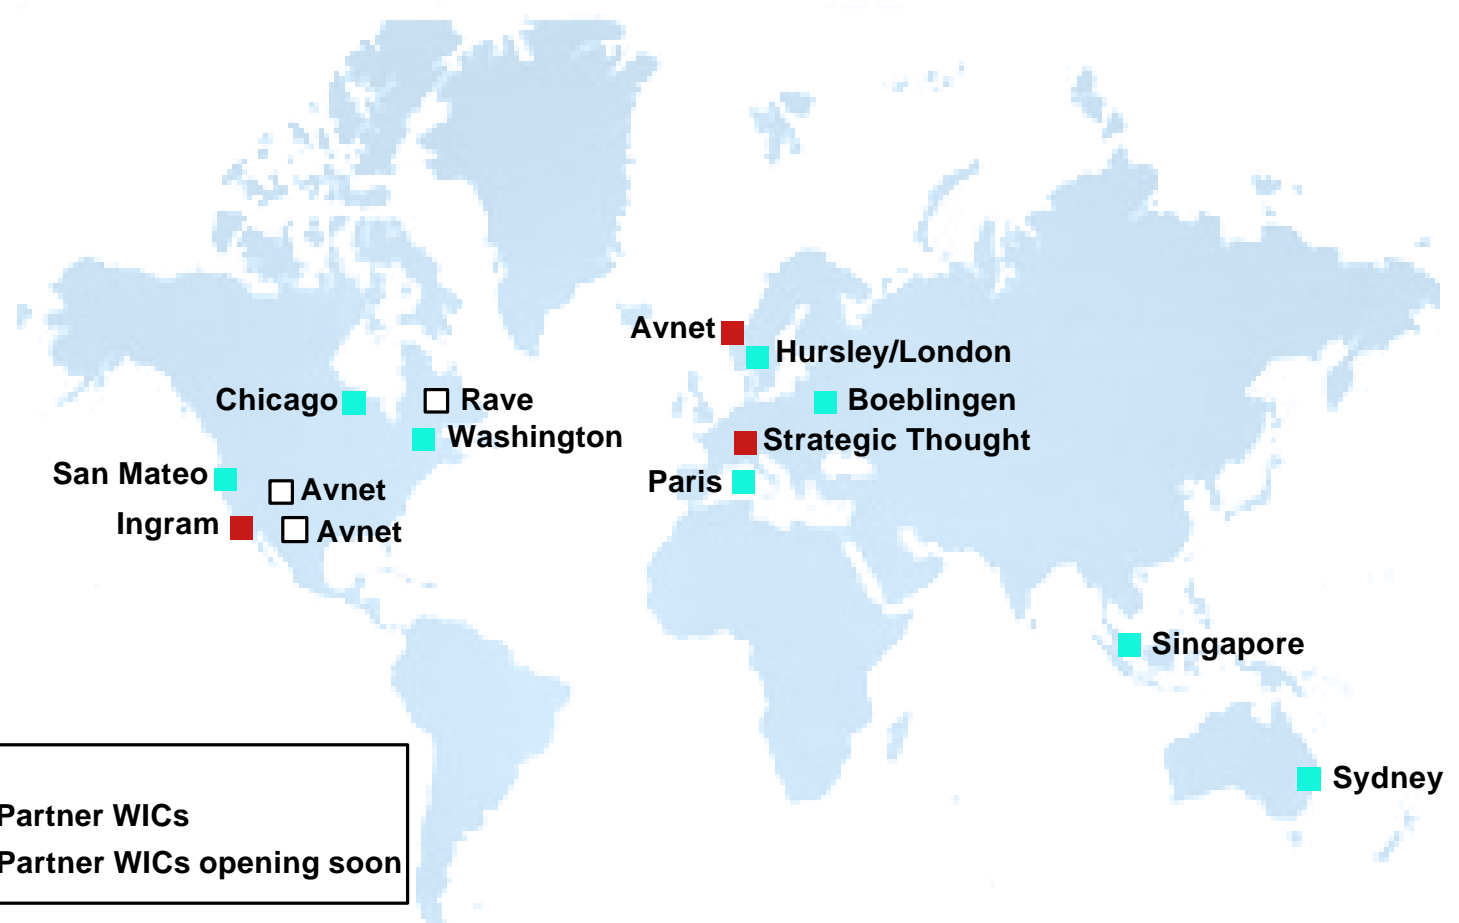 Avnet
Hursley/London
Chicago
Rave
Boeblingen
Washington
Strategic Thought
San Mateo
Avnet
Paris
Ingram
Avnet
Singapore
Sydney
Partner WICs
Partner WICs opening soon